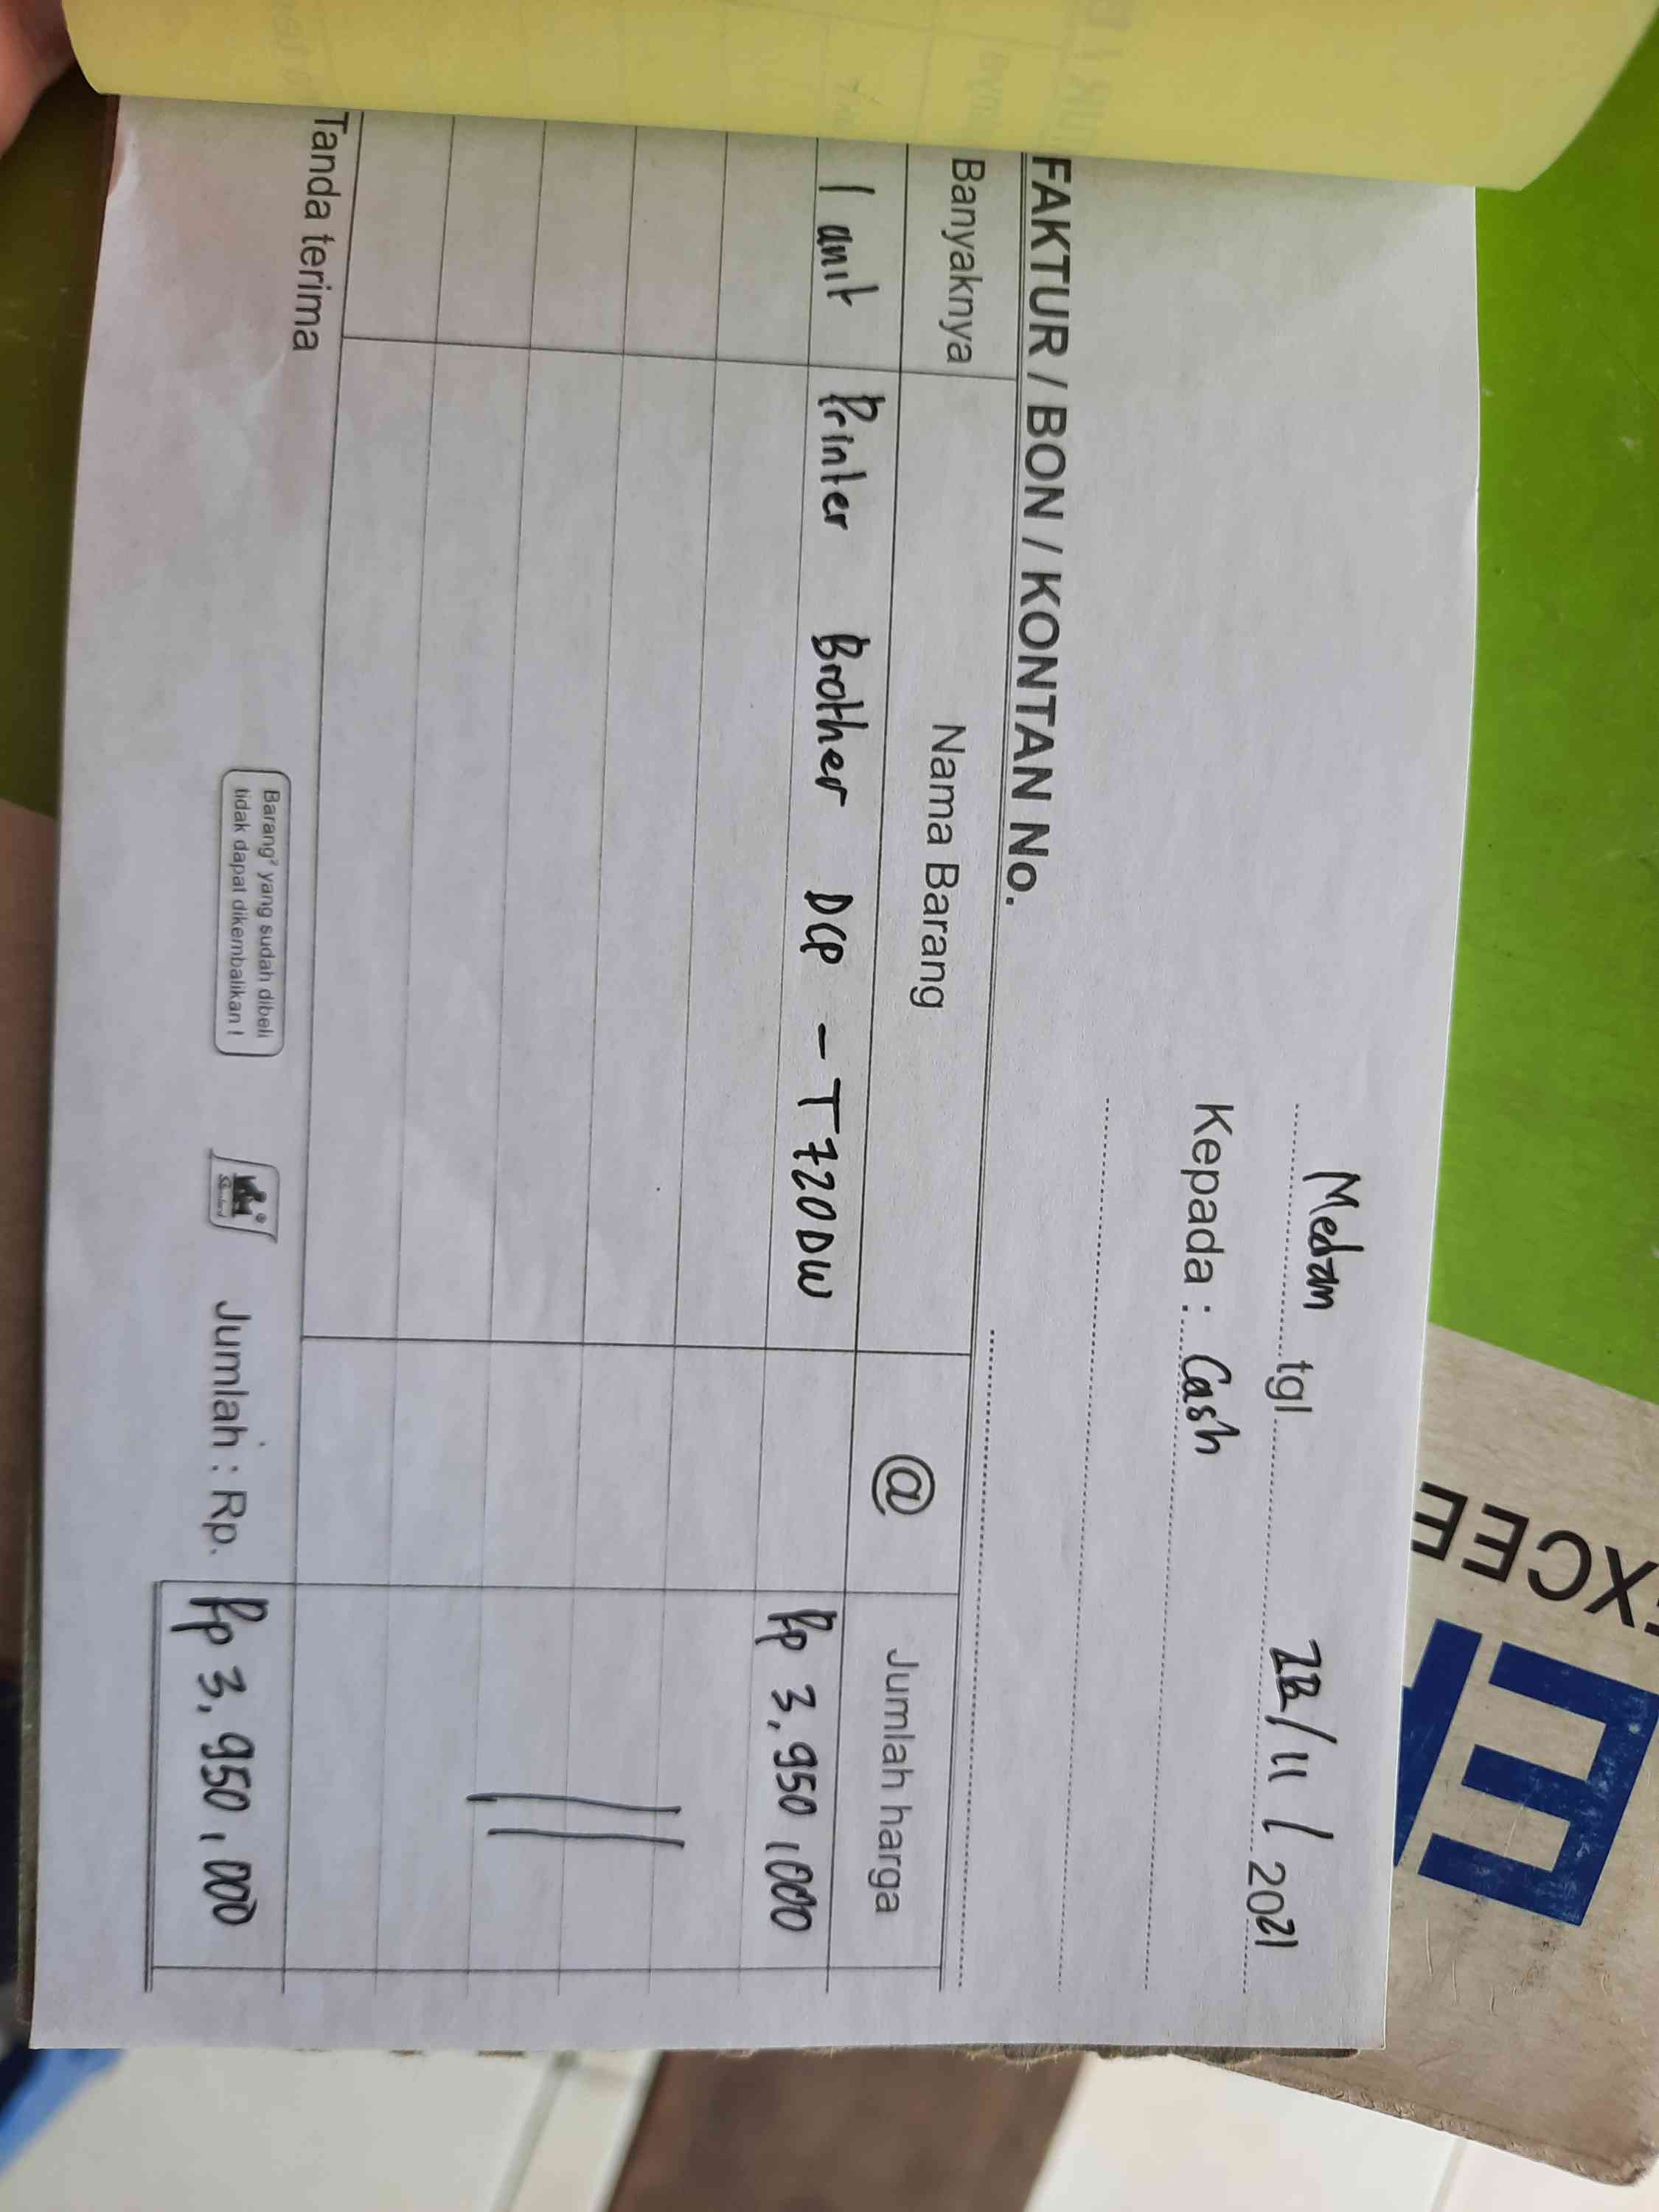 Medan tgl 28/11/2021
Kepada : Cash
FAKTUR / BON / KONTAN No.
Banyaknya Nama Barang @ Jumlah harga
1 unit Printer Brother DCP - T720DW Rp 3,950,000
Tanda terima
Barang² yang sudah dibeli
tidak dapat dikembalikan !
Jumlah : Rp. Rp 3,950,000
XCEE